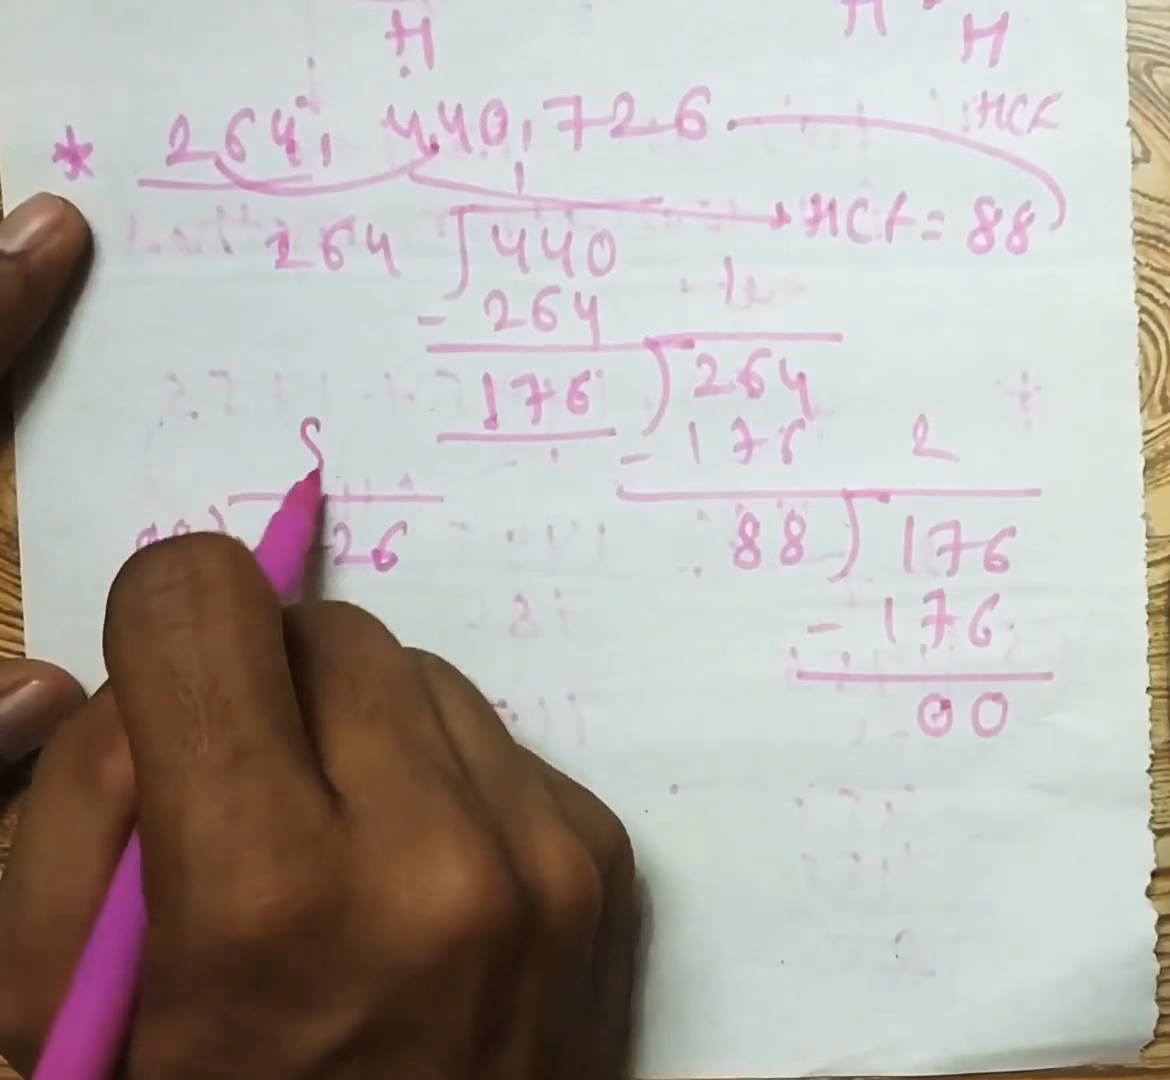 H H H
* 264, 440, 726 HCF
1
264 ) 440 HCF = 88
- 264 1
176 ) 264
- 176 2
8
26
88 ) 176
- 176
00